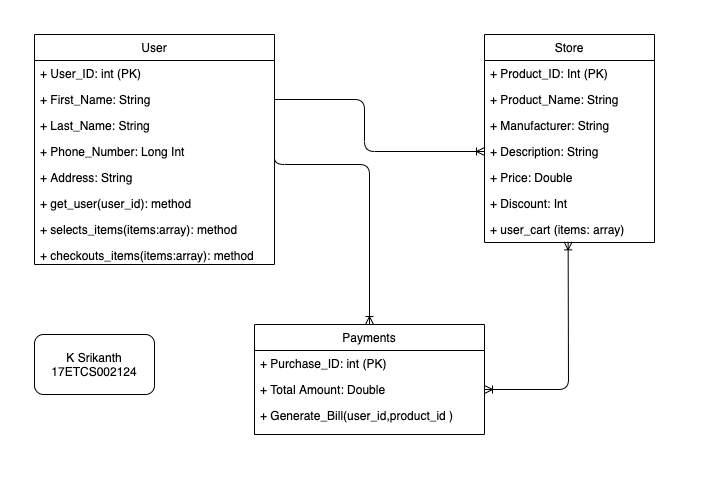 User
+ User_ID: int (PK)
+ First_Name: String
+ Last_Name: String
+ Phone_Number: Long Int
+ Address: String
+ get_user(user_id): method
+ selects_items(items:array): method
+ checkouts_items(items:array): method
Store
+ Product_ID: Int (PK)
+ Product_Name: String
+ Manufacturer: String
+ Description: String
+ Price: Double
+ Discount: Int
+ user_cart (items: array)
K Srikanth
17ETCS002124
Payments
+ Purchase_ID: int (PK)
+ Total Amount: Double
+ Generate_Bill(user_id,product_id )